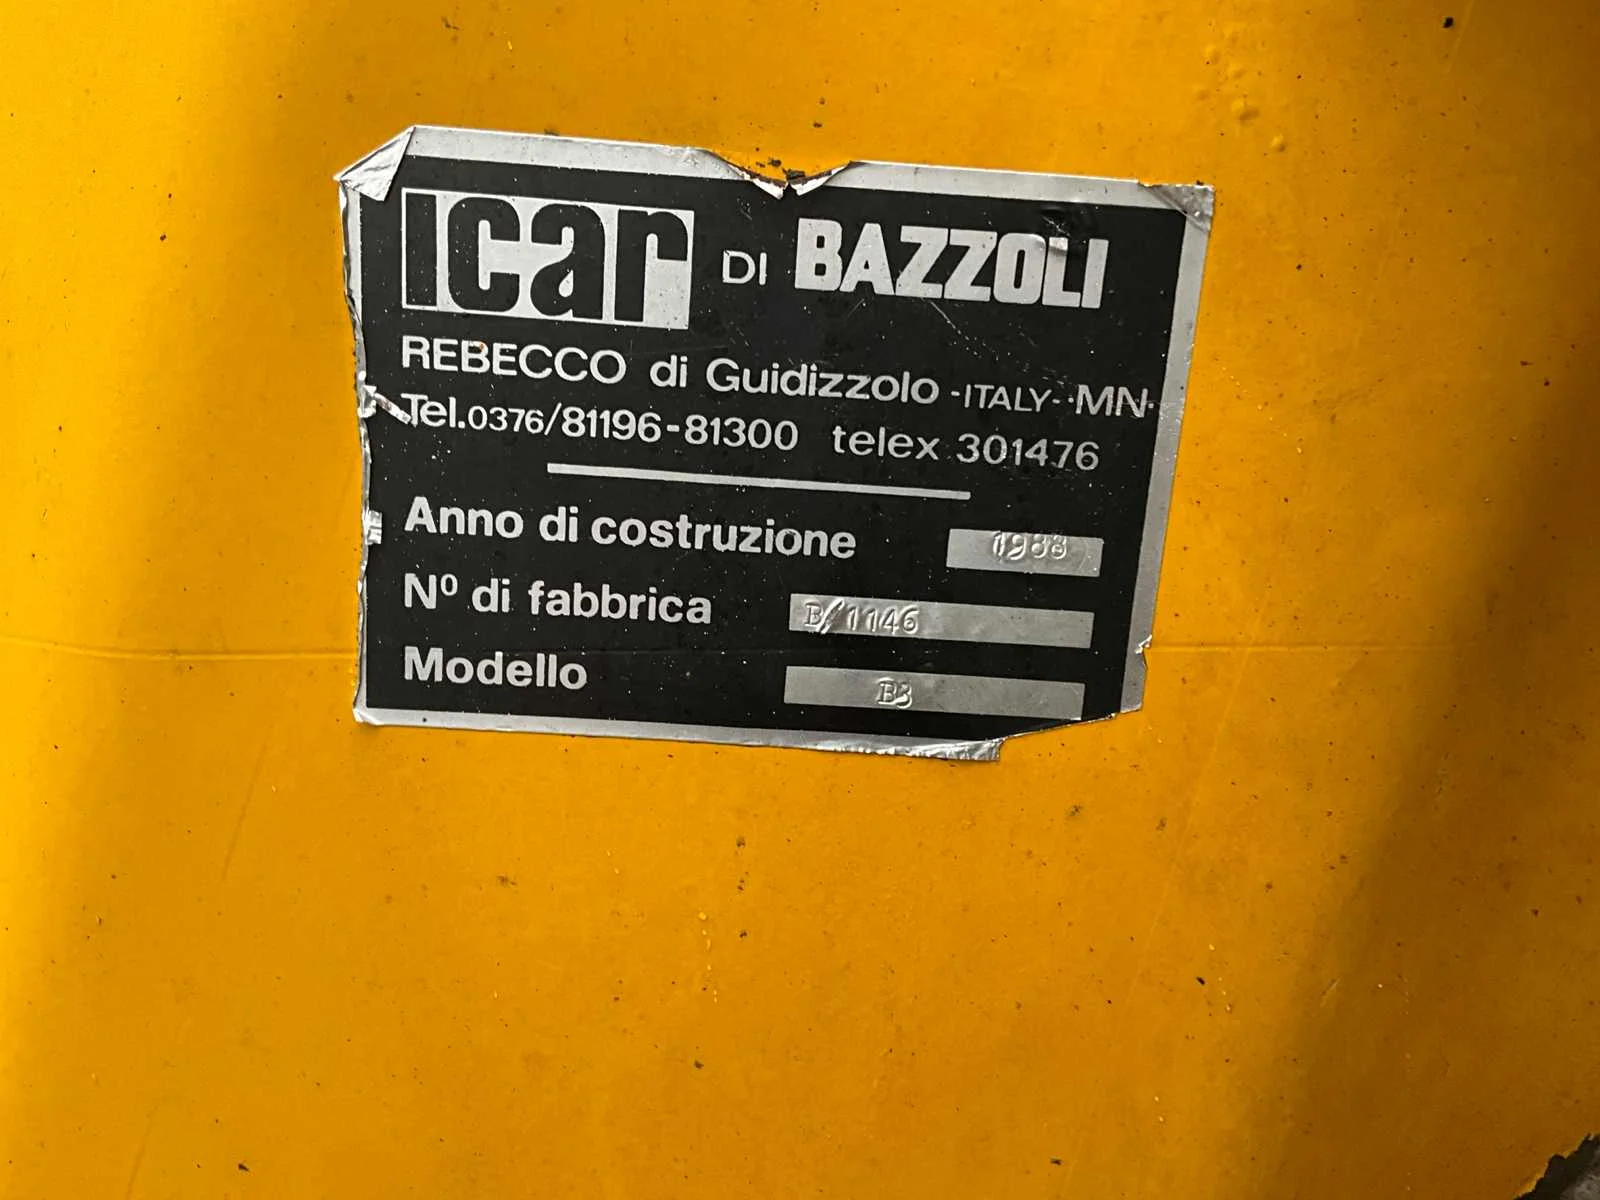 Icar DI BAZZOLI
REBECCO di Guidizzolo -ITALY- ·MN·
Tel.0376/81196-81300 telex 301476
Anno di costruzione 1988
Nº di fabbrica B/1146
Modello B3